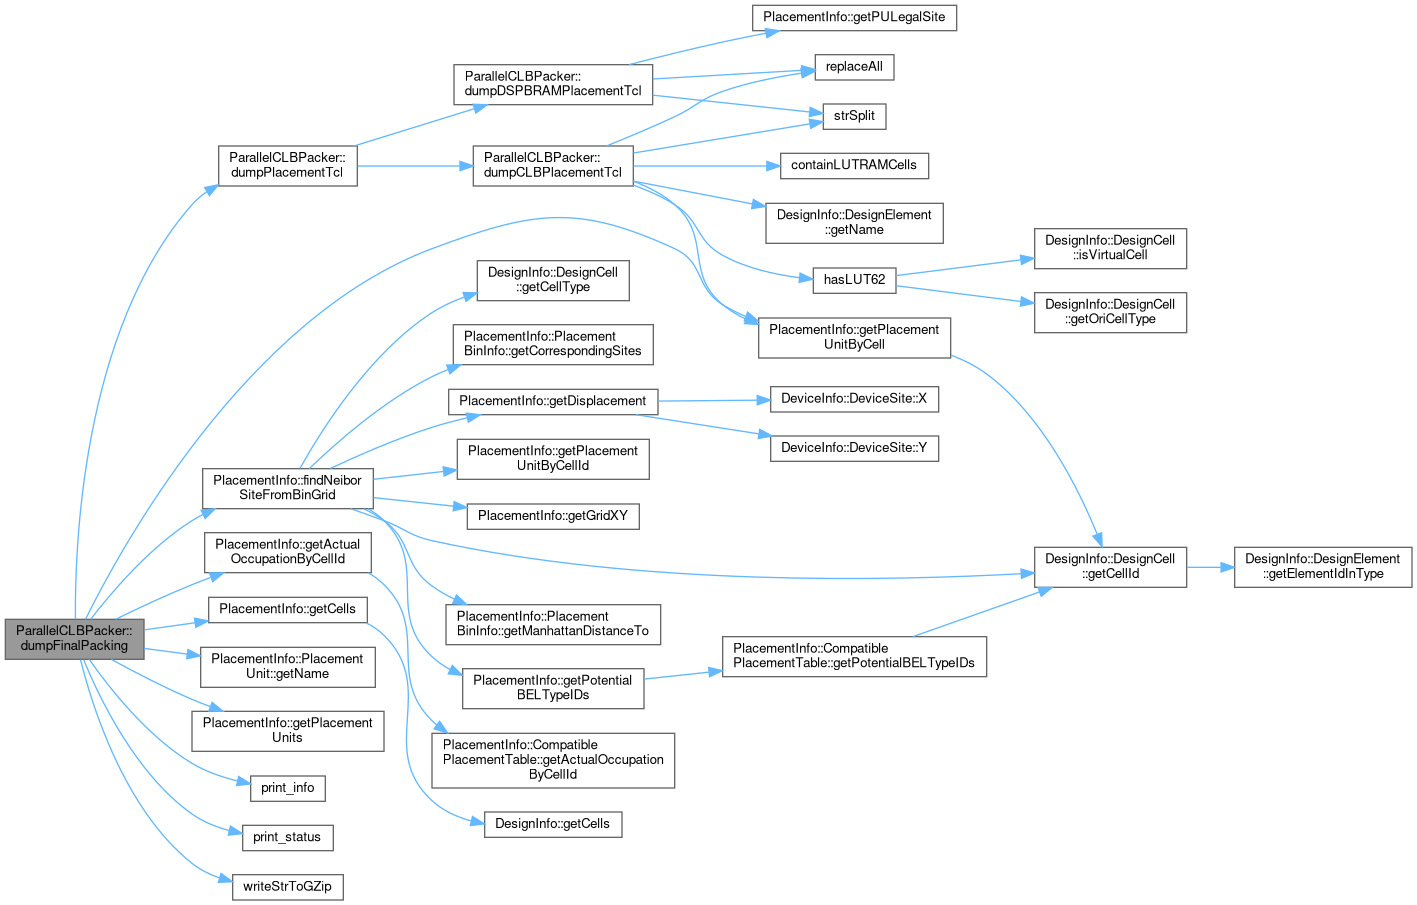 PlacementInfo::getPULegalSite
replaceAll
ParallelCLBPacker::
dumpDSPBRAMPlacementTcl
strSplit
ParallelCLBPacker::
dumpPlacementTcl
ParallelCLBPacker::
dumpCLBPlacementTcl
containLUTRAMCells
DesignInfo::DesignElement
::getName
DesignInfo::DesignCell
::isVirtualCell
DesignInfo::DesignCell
::getCellType
hasLUT62
DesignInfo::DesignCell
::getOriCellType
PlacementInfo::Placement
BinInfo::getCorrespondingSites
PlacementInfo::getPlacement
UnitByCell
PlacementInfo::getDisplacement
DeviceInfo::DeviceSite::X
DeviceInfo::DeviceSite::Y
PlacementInfo::getPlacement
UnitByCellId
PlacementInfo::findNeibor
SiteFromBinGrid
PlacementInfo::getGridXY
PlacementInfo::getActual
OccupationByCellId
DesignInfo::DesignCell
::getCellId
DesignInfo::DesignElement
::getElementIdInType
PlacementInfo::getCells
PlacementInfo::Placement
BinInfo::getManhattanDistanceTo
ParallelCLBPacker::
dumpFinalPacking
PlacementInfo::Compatible
PlacementTable::getPotentialBELTypeIDs
PlacementInfo::Placement
Unit::getName
PlacementInfo::getPotential
BELTypeIDs
PlacementInfo::getPlacement
Units
PlacementInfo::Compatible
PlacementTable::getActualOccupation
ByCellId
print_info
DesignInfo::getCells
print_status
writeStrToGZip